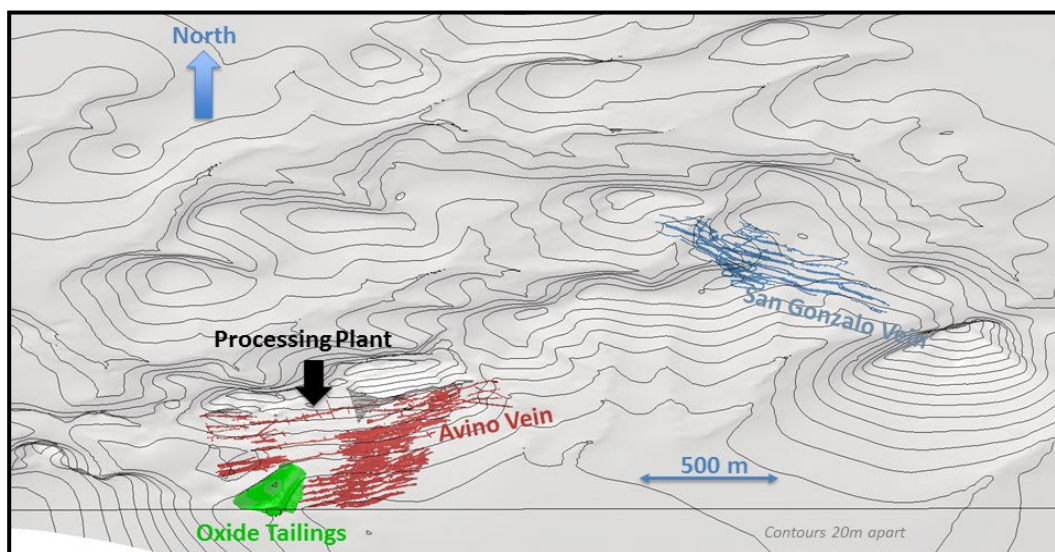 North
San Gonzalo Vein
Processing Plant
Avino Vein
500 m
Oxide Tailings
Contours 20m apart